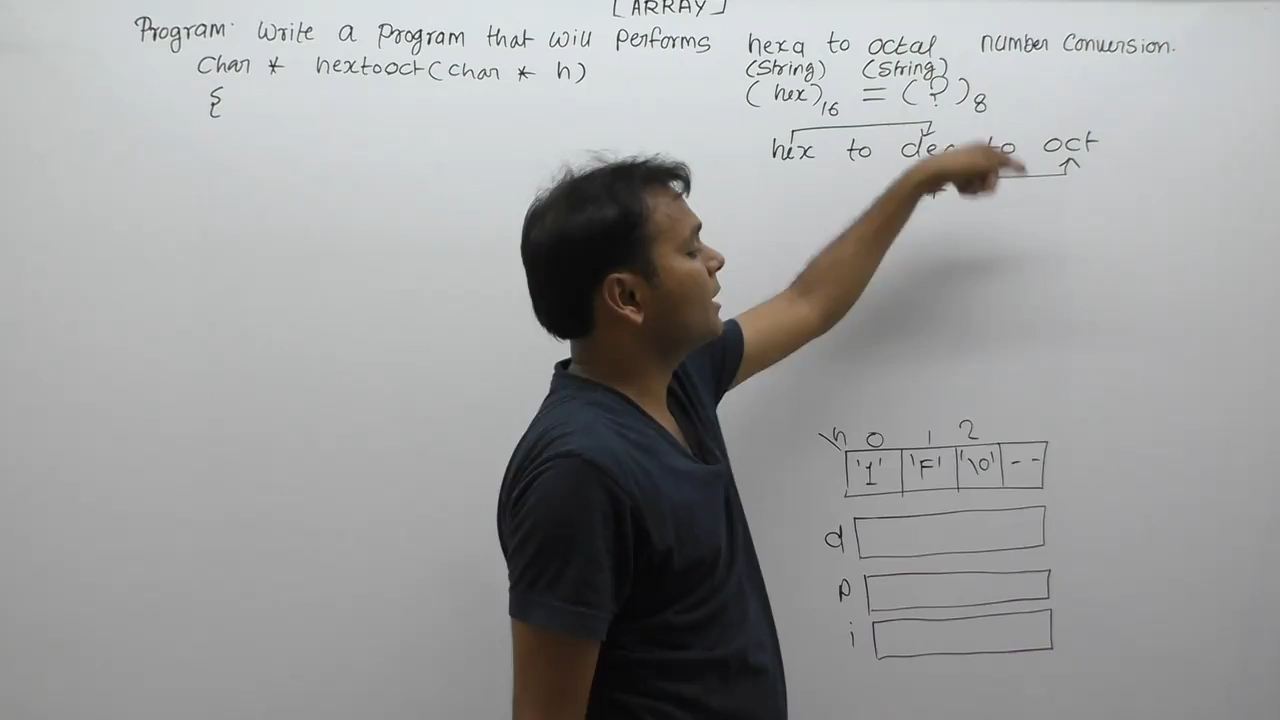 [ARRAY]
Program: Write a program that will performs hexa to octal number conversion.
(String) (String)
Char * hextooct(char * h)
{
(hex)16 = (?)8
hex to to oct
h 0 1 2
'1' 'F' '\0' --
d
p
i